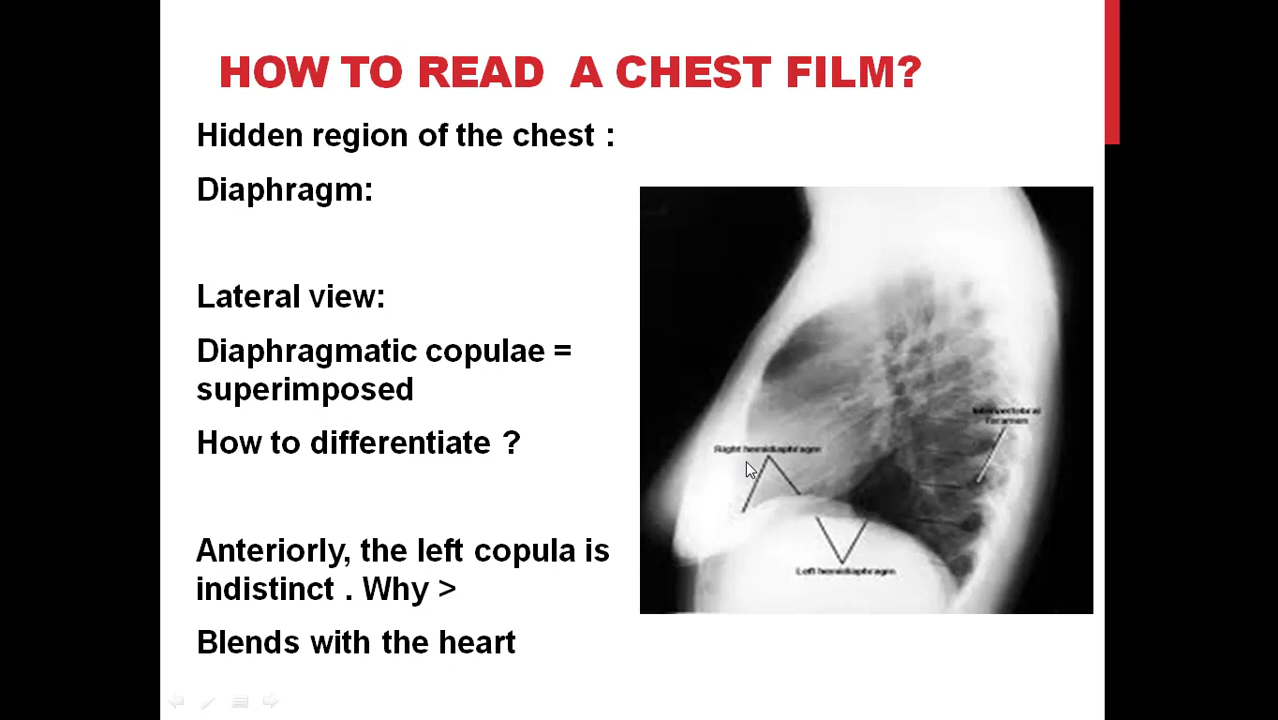 HOW TO READ A CHEST FILM?
Hidden region of the chest :
Diaphragm:
Lateral view:
Diaphragmatic copulae =
superimposed
How to differentiate ?
Anteriorly, the left copula is
indistinct . Why >
Blends with the heart
Intervertebral
foramen
Right hemidiaphragm
Left hemidiaphragm